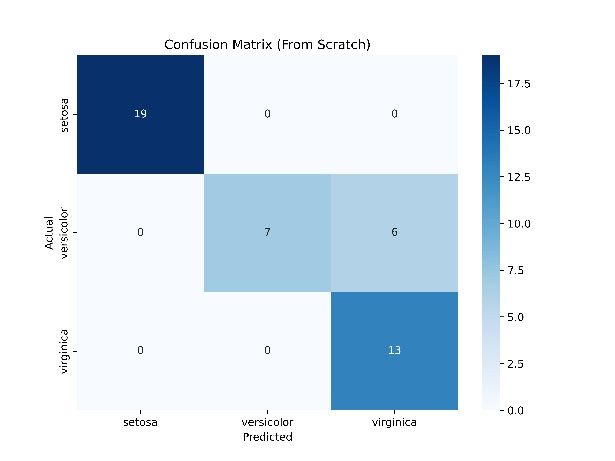 Confusion Matrix (From Scratch)
setosa
19 0 0
17.5
15.0
12.5
Actual
versicolor
0 7 6
10.0
7.5
virginica
0 0 13
5.0
2.5
0.0
setosa versicolor virginica
Predicted